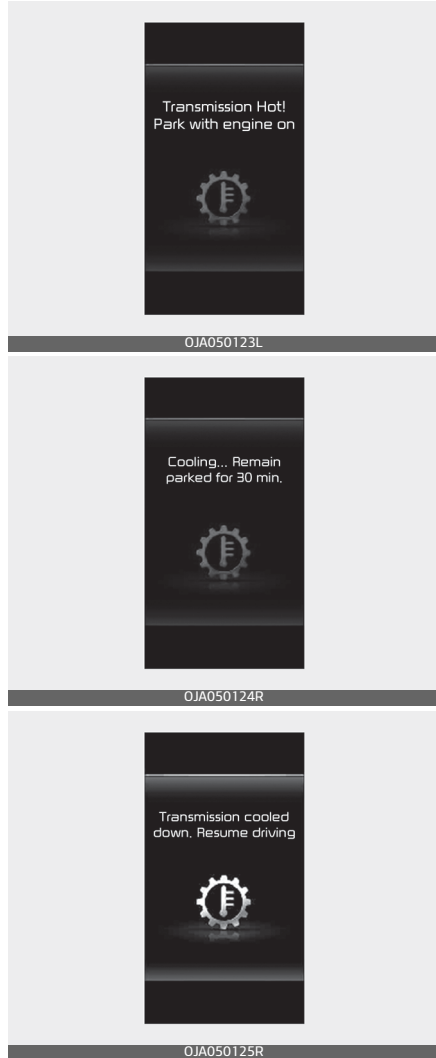 Transmission Hot!
Park with engine on
OJA050123L
Cooling... Remain
parked for 30 min.
OJA050124R
Transmission cooled
down. Resume driving
OJA050125R